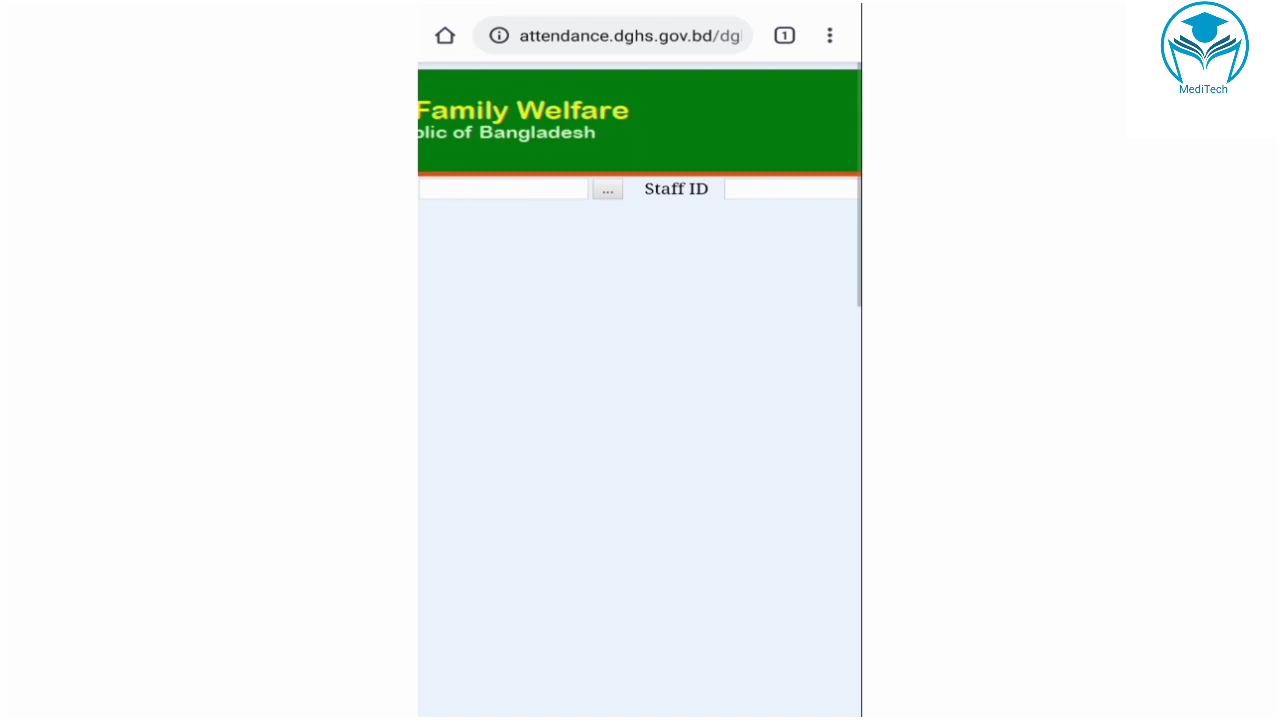 attendance.dghs.gov.bd/dg
1
MediTech
Family Welfare
blic of Bangladesh
...
Staff ID